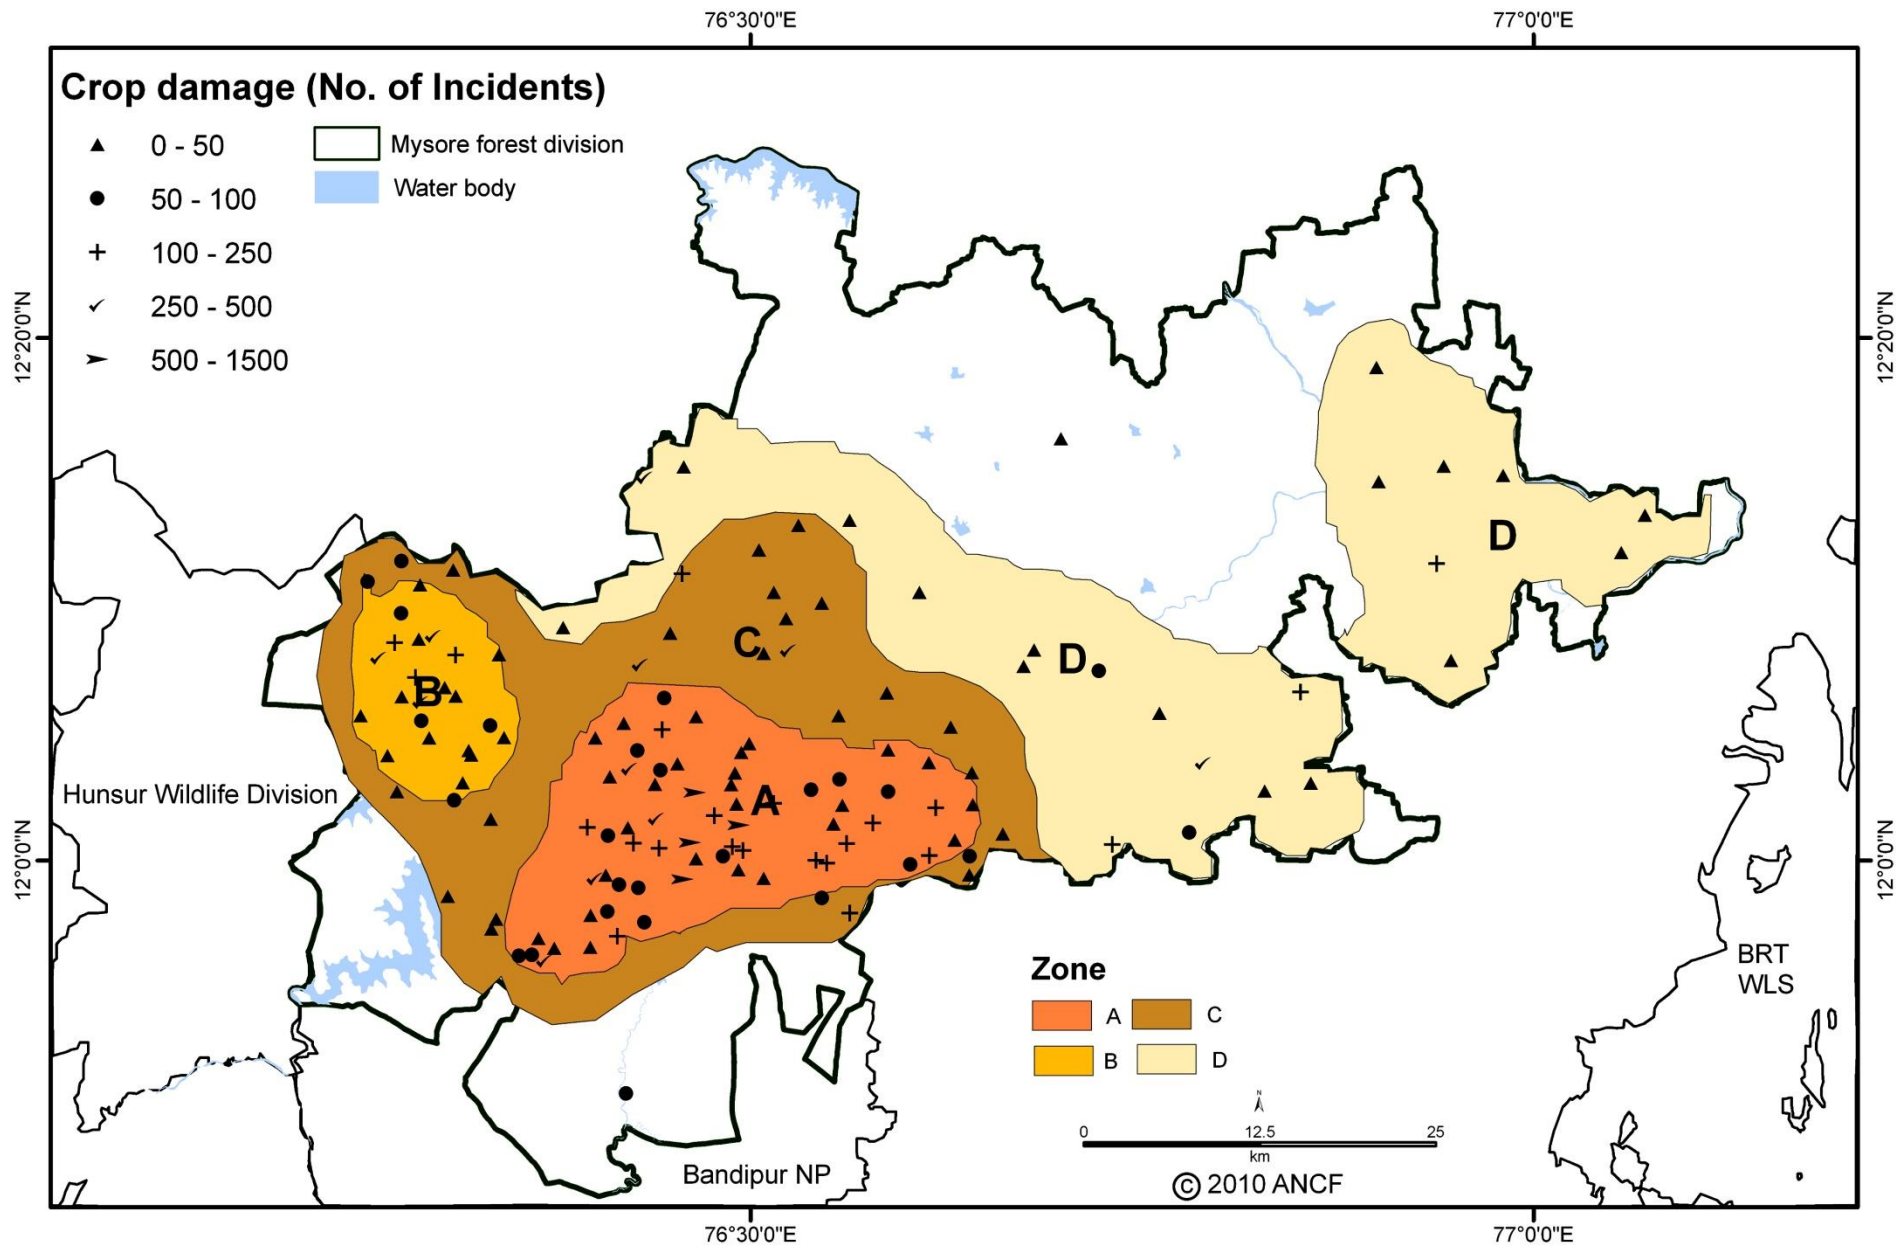 76°30'0"E
77°0'0"E
Crop damage (No. of Incidents)
0 - 50
Mysore forest division
50 - 100
Water body
100 - 250
250 - 500
500 - 1500
12°20'0"N
12°20'0"N
D
C
D
B
Hunsur Wildlife Division
A
12°0'0"N
12°0'0"N
BRT
WLS
Zone
A
C
B
D
N
0
12.5
25
km
Bandipur NP
© 2010 ANCF
76°30'0"E
77°0'0"E